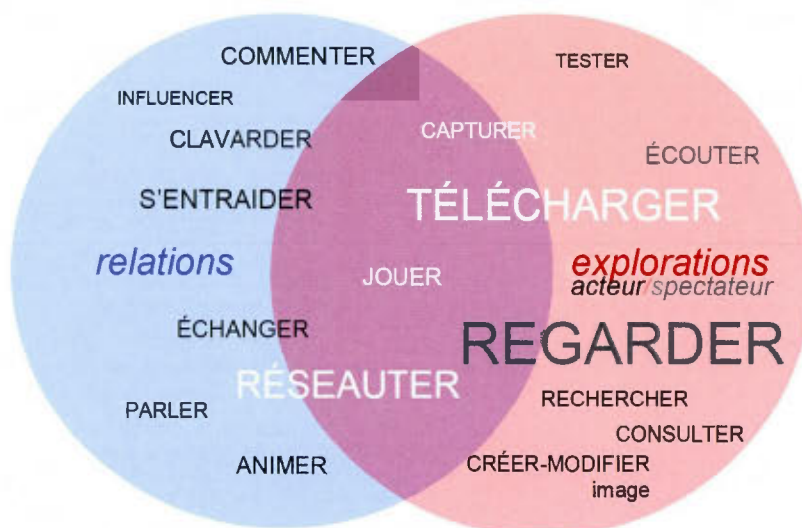 COMMENTER
TESTER
INFLUENCER
CAPTURER
CLAVARDER
ÉCOUTER
S'ENTRAIDER
TÉLÉCHARGER
relations
JOUER
explorations
acteur/spectateur
ÉCHANGER
REGARDER
RÉSEAUTER
RECHERCHER
PARLER
CONSULTER
ANIMER
CRÉER-MODIFIER
image